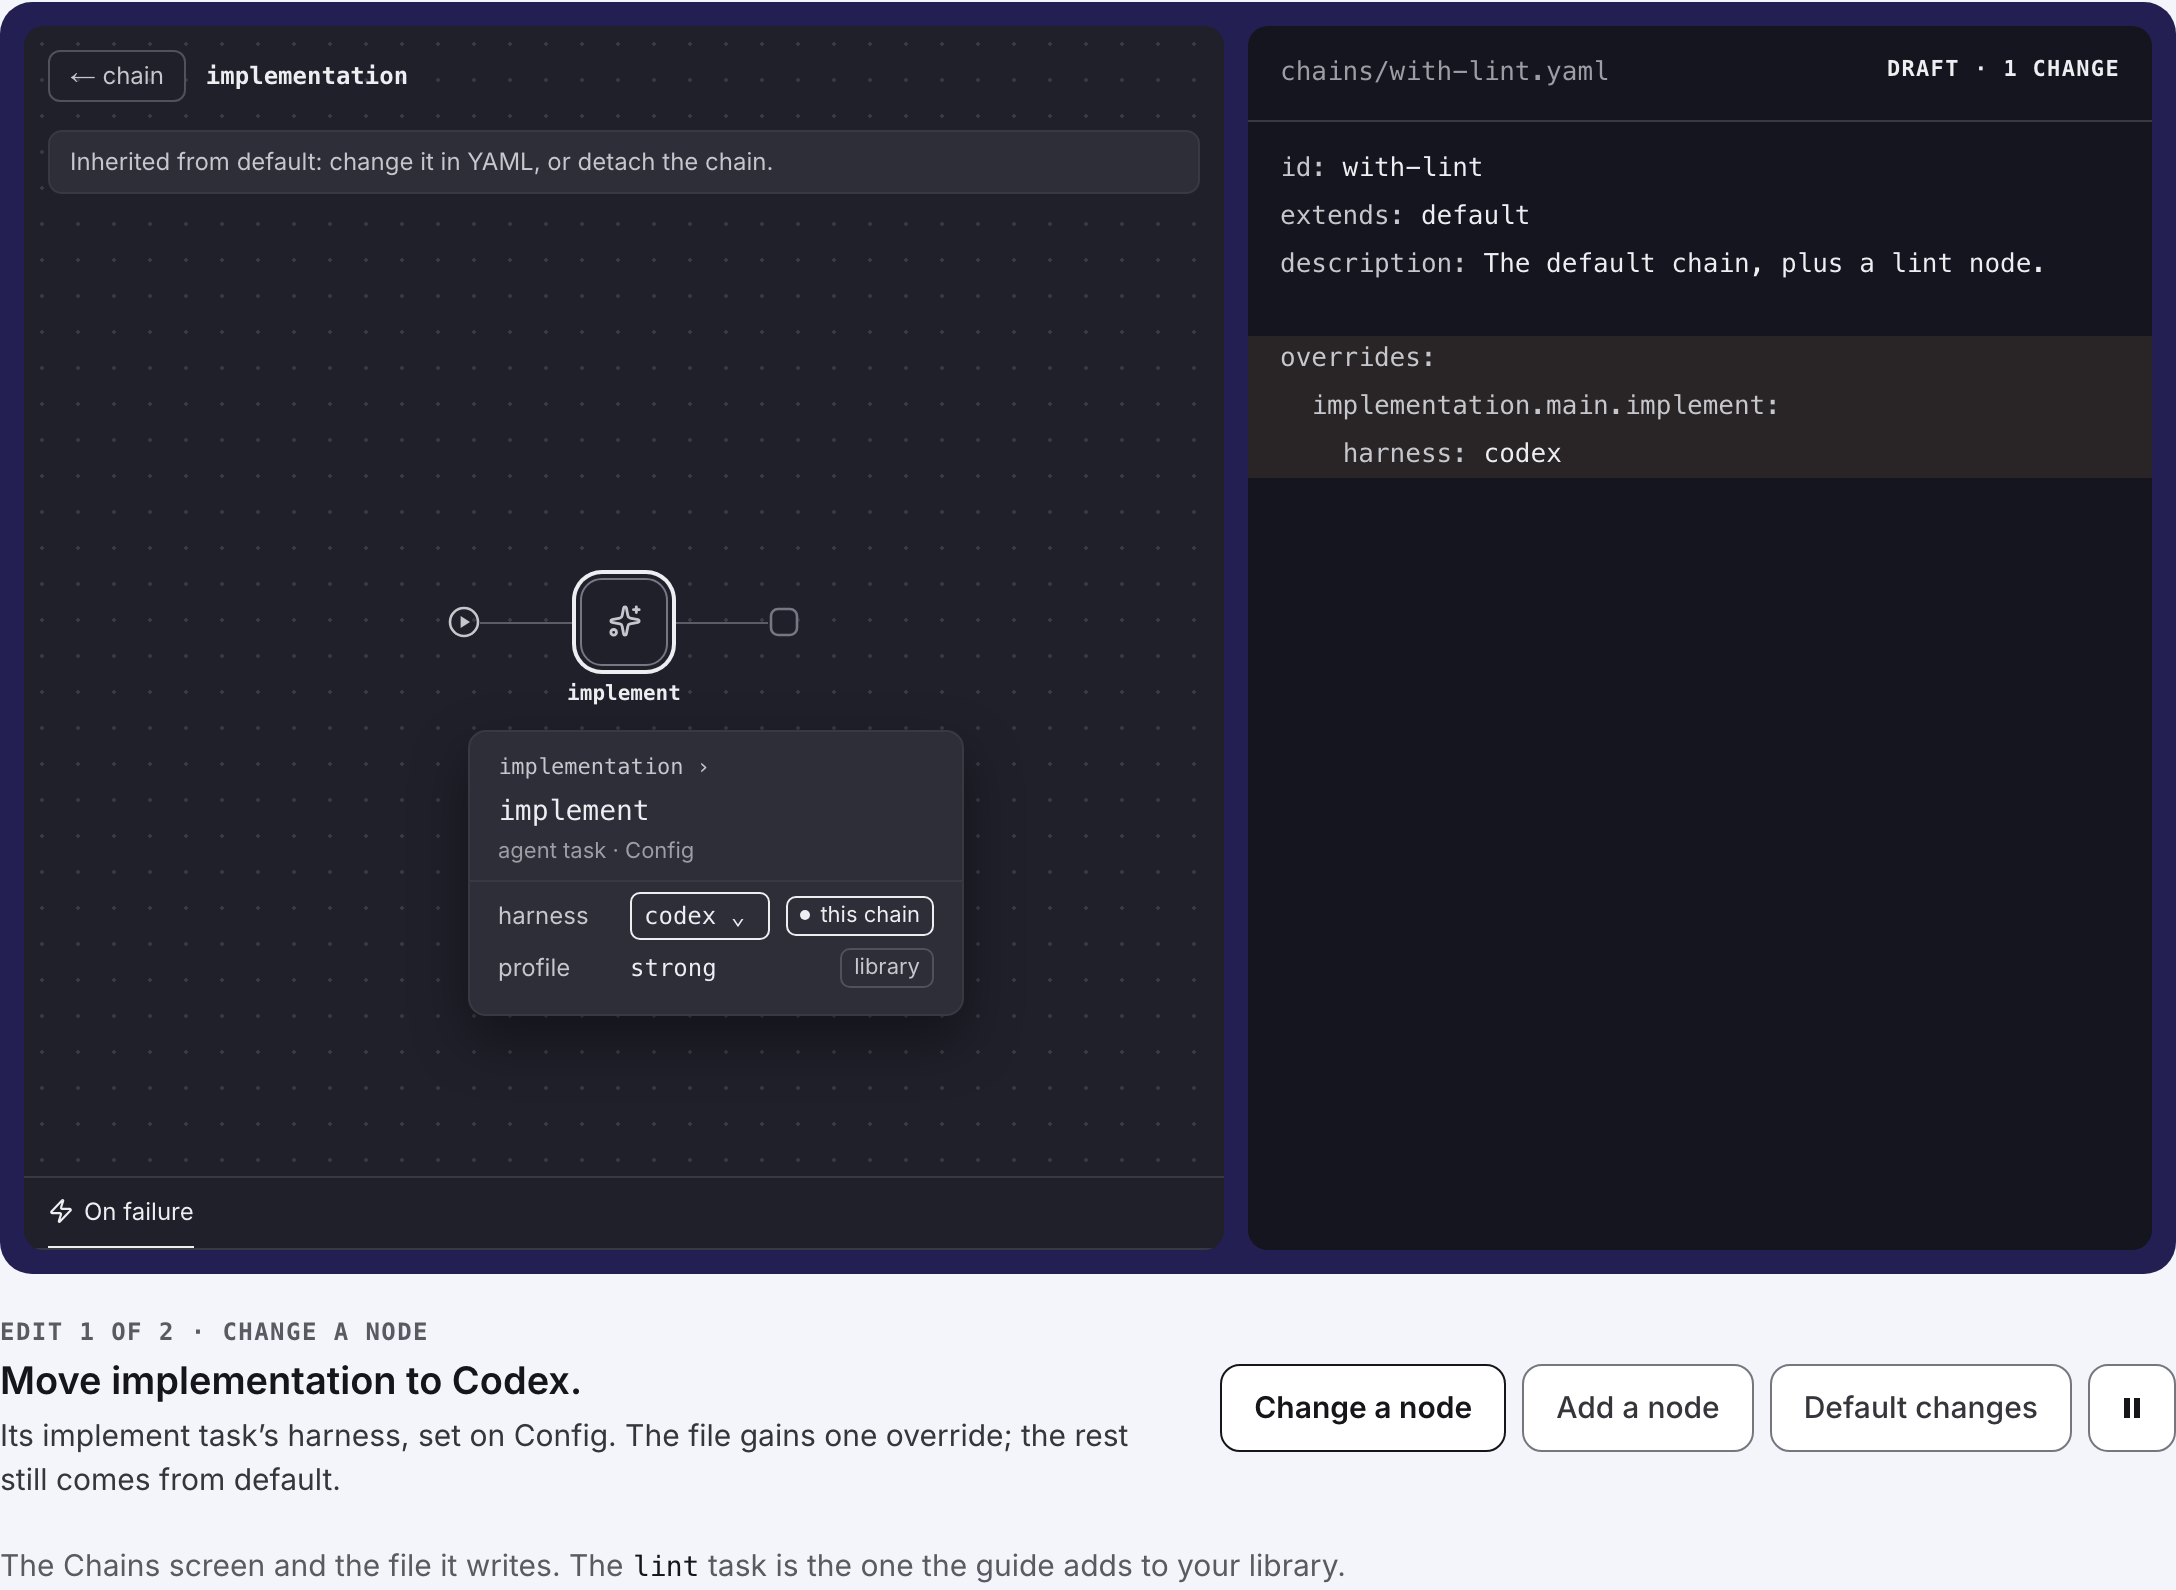 ← chain implementation
Inherited from default: change it in YAML, or detach the chain.
implement
implementation ›
implement
agent task · Config
harness codex this chain
profile strong library
On failure
chains/with-lint.yaml DRAFT · 1 CHANGE
id: with-lint
extends: default
description: The default chain, plus a lint node.
overrides:
implementation.main.implement:
harness: codex
EDIT 1 OF 2 · CHANGE A NODE
Move implementation to Codex.
Its implement task’s harness, set on Config. The file gains one override; the rest
still comes from default.
Change a node Add a node Default changes
The Chains screen and the file it writes. The lint task is the one the guide adds to your library.